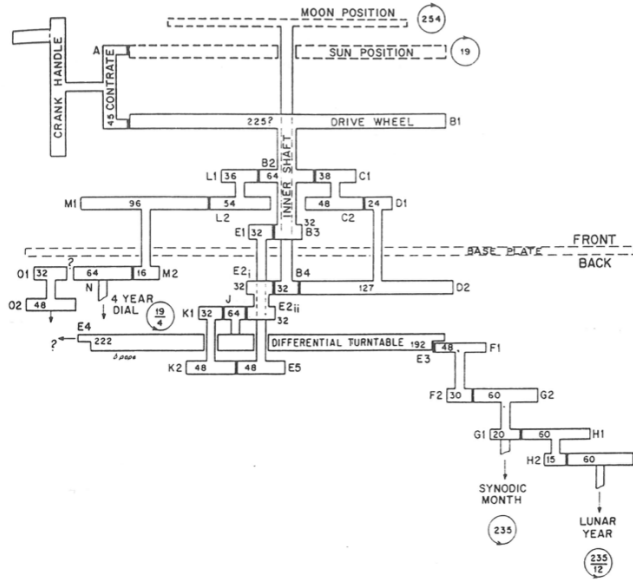 MOON POSITION
254
A
SUN POSITION
19
CRANK HANDLE
45 CONTRATE
225? DRIVE WHEEL B1
B2
L1 36 64 38 C1
INNER SHAFT
M1 96 54 48 24 D1
L2 C2
32
E1 32 B3
FRONT
BASE PLATE
BACK
?
O1 32 64 16 M2
N
E2i B4
32 32 127 D2
O2 48
4 YEAR
DIAL
19
4
J
K1 32 64 E2ii
32
E4
?
222 DIFFERENTIAL TURNTABLE 192 48 F1
E3
K2 48 48 E5
F2 30 60 G2
G1 20 60 H1
H2 15 60
SYNODIC
MONTH
235
LUNAR
YEAR
235
12